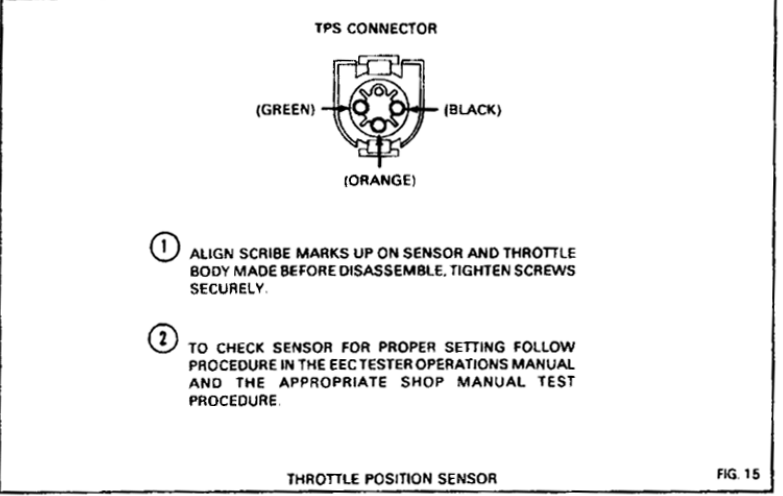 TPS CONNECTOR
(GREEN)
(BLACK)
(ORANGE)
1
ALIGN SCRIBE MARKS UP ON SENSOR AND THROTTLE
BODY MADE BEFORE DISASSEMBLE, TIGHTEN SCREWS
SECURELY.
2
TO CHECK SENSOR FOR PROPER SETTING FOLLOW
PROCEDURE IN THE EEC TESTER OPERATIONS MANUAL
AND THE APPROPRIATE SHOP MANUAL TEST
PROCEDURE.
THROTTLE POSITION SENSOR
FIG. 15